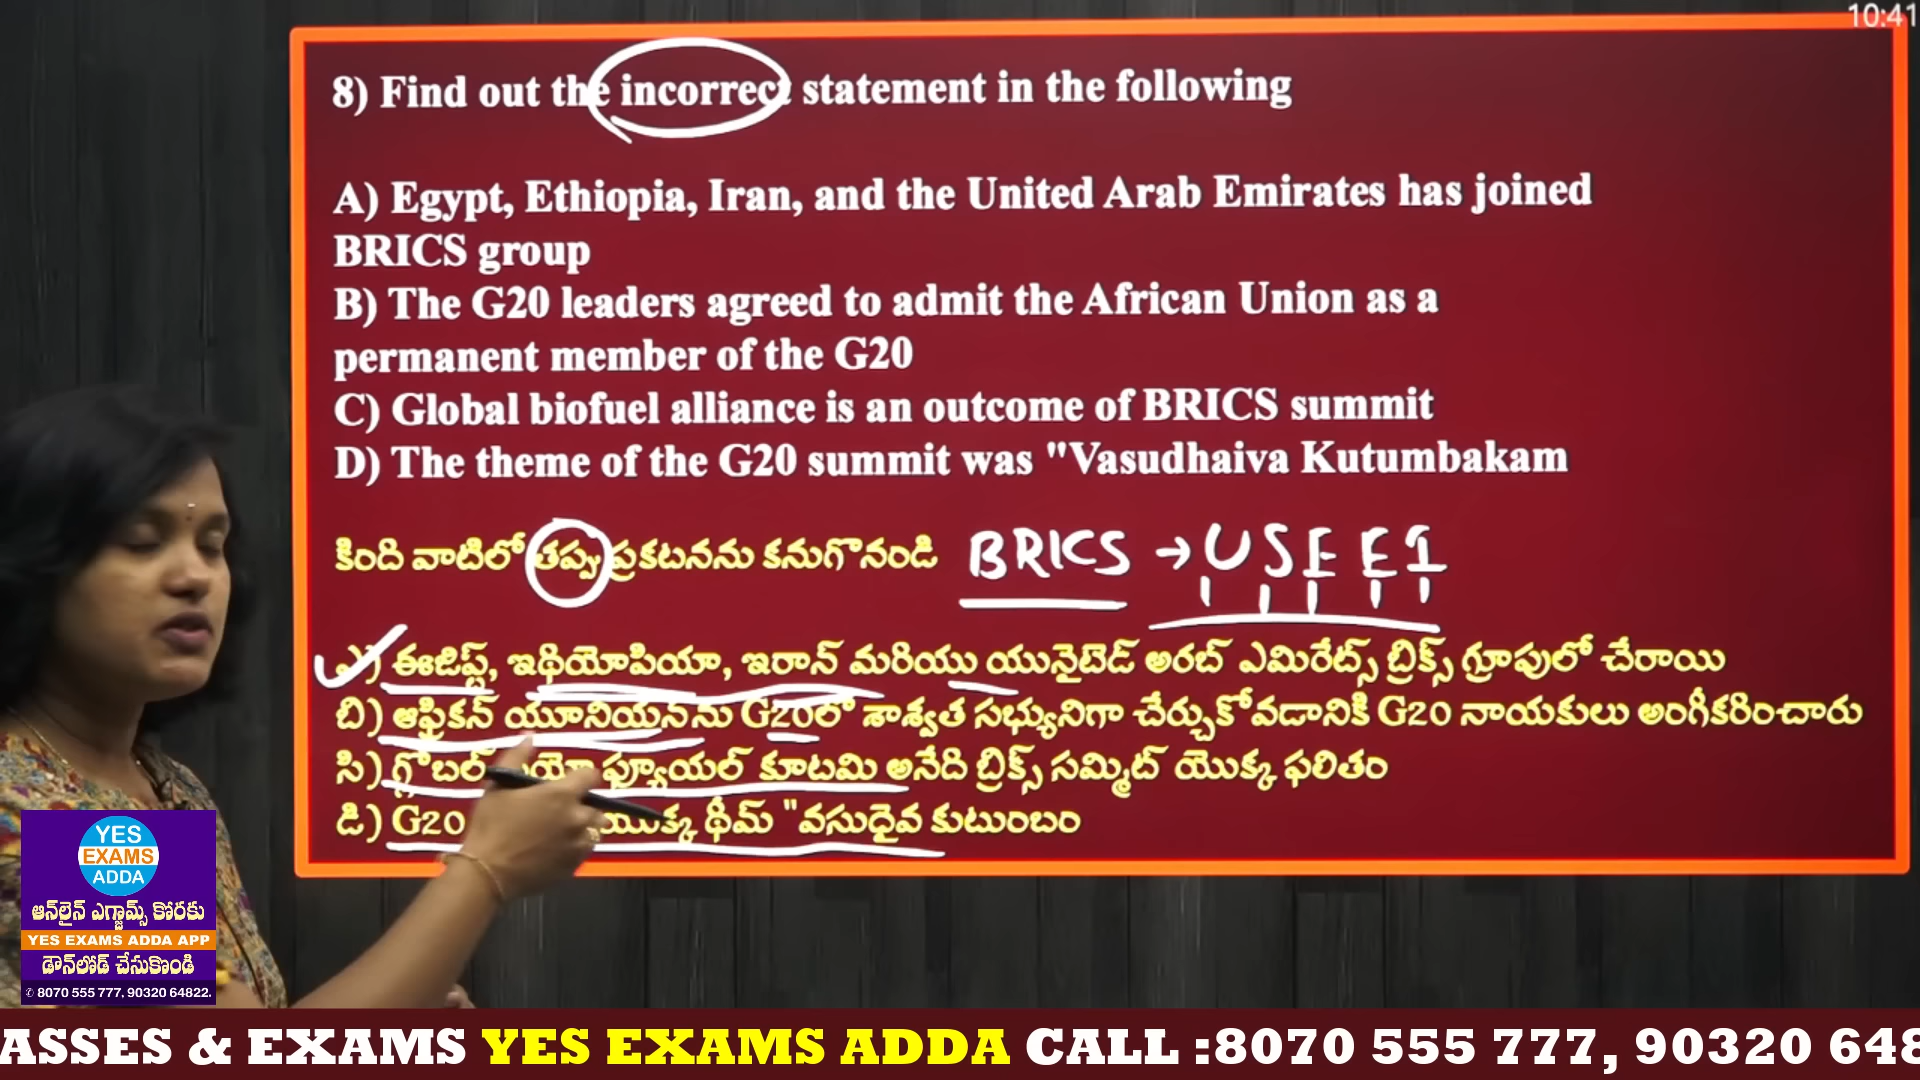 10:41
8) Find out the incorrect statement in the following
A) Egypt, Ethiopia, Iran, and the United Arab Emirates has joined
BRICS group
B) The G20 leaders agreed to admit the African Union as a
permanent member of the G20
C) Global biofuel alliance is an outcome of BRICS summit
D) The theme of the G20 summit was "Vasudhaiva Kutumbakam
కింది వాటిలో తప్పు ప్రకటనను కనుగొనండి BRICS → U S E E I
ఎ) ఈజిప్ట్, ఇథియోపియా, ఇరాన్ మరియు యునైటెడ్ అరబ్ ఎమిరేట్స్ బ్రిక్స్ గ్రూపులో చేరాయి
బి) ఆఫ్రికన్ యూనియన్‌ను G20లో శాశ్వత సభ్యునిగా చేర్చుకోవడానికి G20 నాయకులు అంగీకరించారు
సి) గ్లోబల్ ఫ్యూయల్ కూటమి అనేది బ్రిక్స్ సమ్మిట్ యొక్క ఫలితం
డి) G20 యొక్క థీమ్ "వసుధైవ కుటుంబం
YES
EXAMS
ADDA
ఆన్‌లైన్ ఎగ్జామ్స్ కొరకు
YES EXAMS ADDA APP
డౌన్‌లోడ్ చేసుకొండి
✆ 8070 555 777, 90320 64822.
ASSES & EXAMS YES EXAMS ADDA CALL :8070 555 777, 90320 648